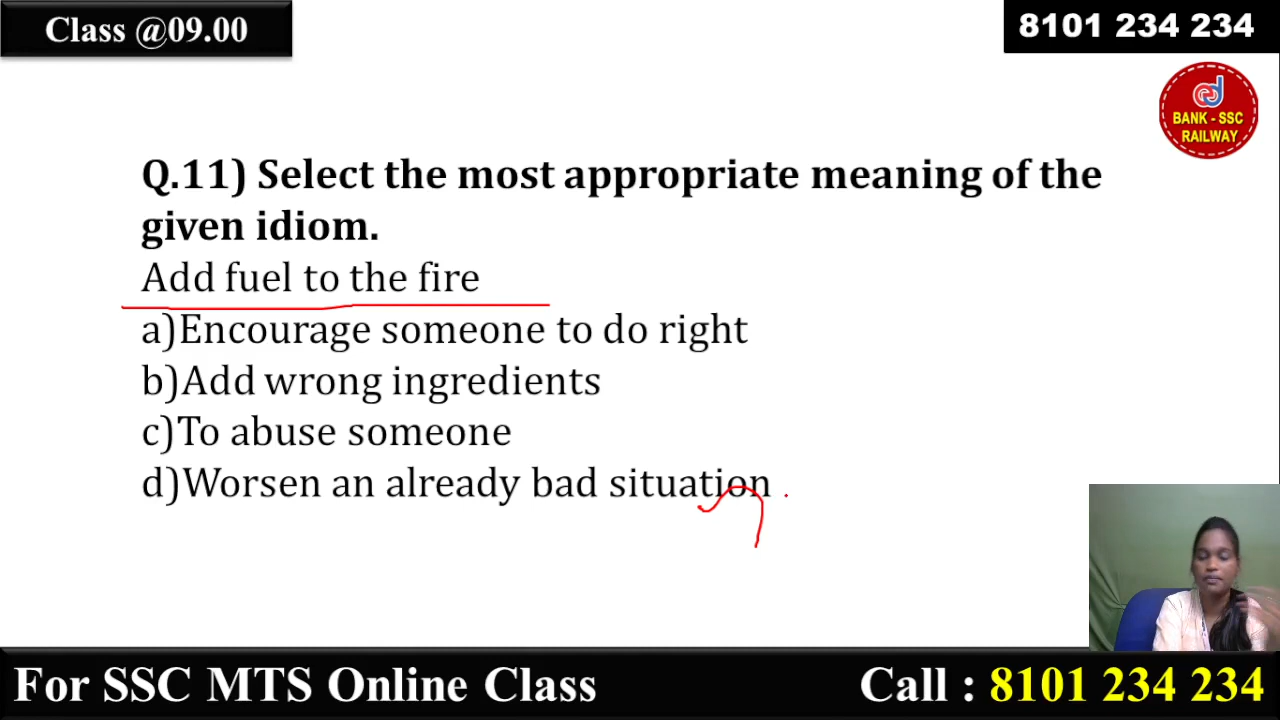 Class @09.00
8101 234 234
BANK - SSC
RAILWAY
Q.11) Select the most appropriate meaning of the
given idiom.
Add fuel to the fire
a)Encourage someone to do right
b)Add wrong ingredients
c)To abuse someone
d)Worsen an already bad situation
For SSC MTS Online Class
Call : 8101 234 234